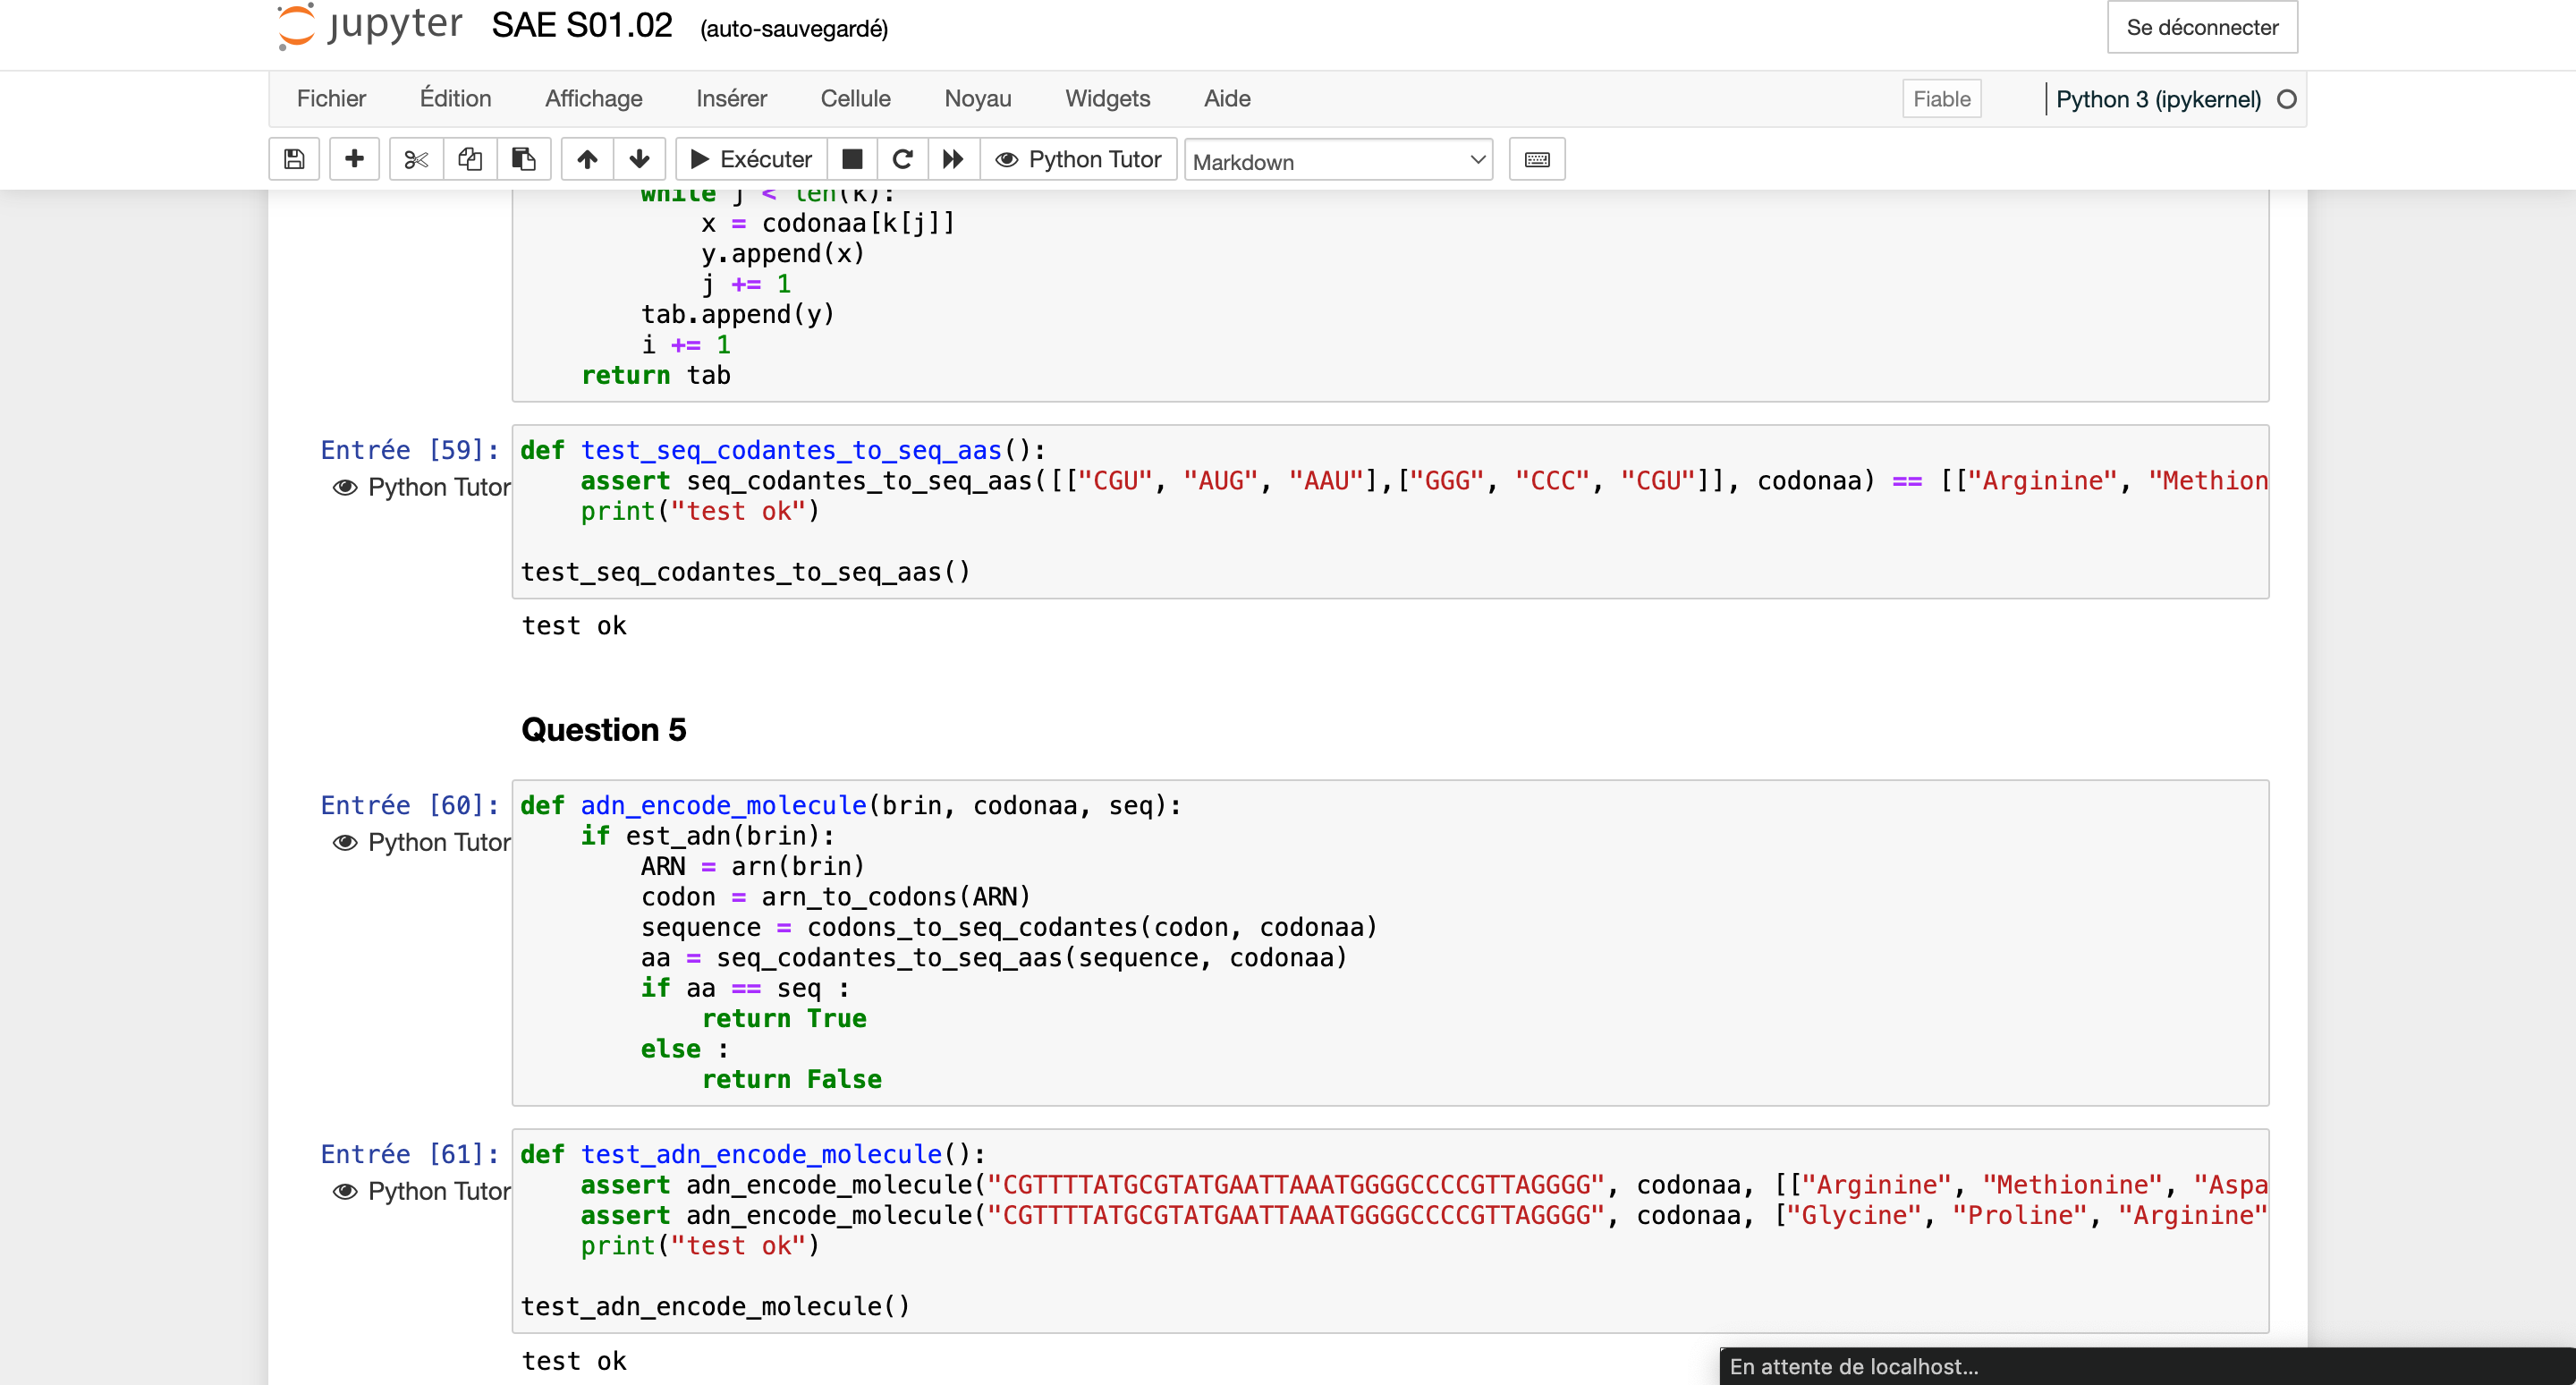 jupyter SAE S01.02 (auto-sauvegardé) Se déconnecter
Fichier Édition Affichage Insérer Cellule Noyau Widgets Aide Fiable Python 3 (ipykernel)
Exécuter Python Tutor Markdown
while j < len(k):
x = codonaa[k[j]]
y.append(x)
j += 1
tab.append(y)
i += 1
return tab
Entrée [59]:
Python Tutor
def test_seq_codantes_to_seq_aas():
assert seq_codantes_to_seq_aas([["CGU", "AUG", "AAU"],["GGG", "CCC", "CGU"]], codonaa) == [["Arginine", "Methion
print("test ok")
test_seq_codantes_to_seq_aas()
test ok
Question 5
Entrée [60]:
Python Tutor
def adn_encode_molecule(brin, codonaa, seq):
if est_adn(brin):
ARN = arn(brin)
codon = arn_to_codons(ARN)
sequence = codons_to_seq_codantes(codon, codonaa)
aa = seq_codantes_to_seq_aas(sequence, codonaa)
if aa == seq :
return True
else :
return False
Entrée [61]:
Python Tutor
def test_adn_encode_molecule():
assert adn_encode_molecule("CGTTTTATGCGTATGAATTAAATGGGGCCCCGTTAGGGG", codonaa, [["Arginine", "Methionine", "Aspa
assert adn_encode_molecule("CGTTTTATGCGTATGAATTAAATGGGGCCCCGTTAGGGG", codonaa, ["Glycine", "Proline", "Arginine"
print("test ok")
test_adn_encode_molecule()
test ok
En attente de localhost...